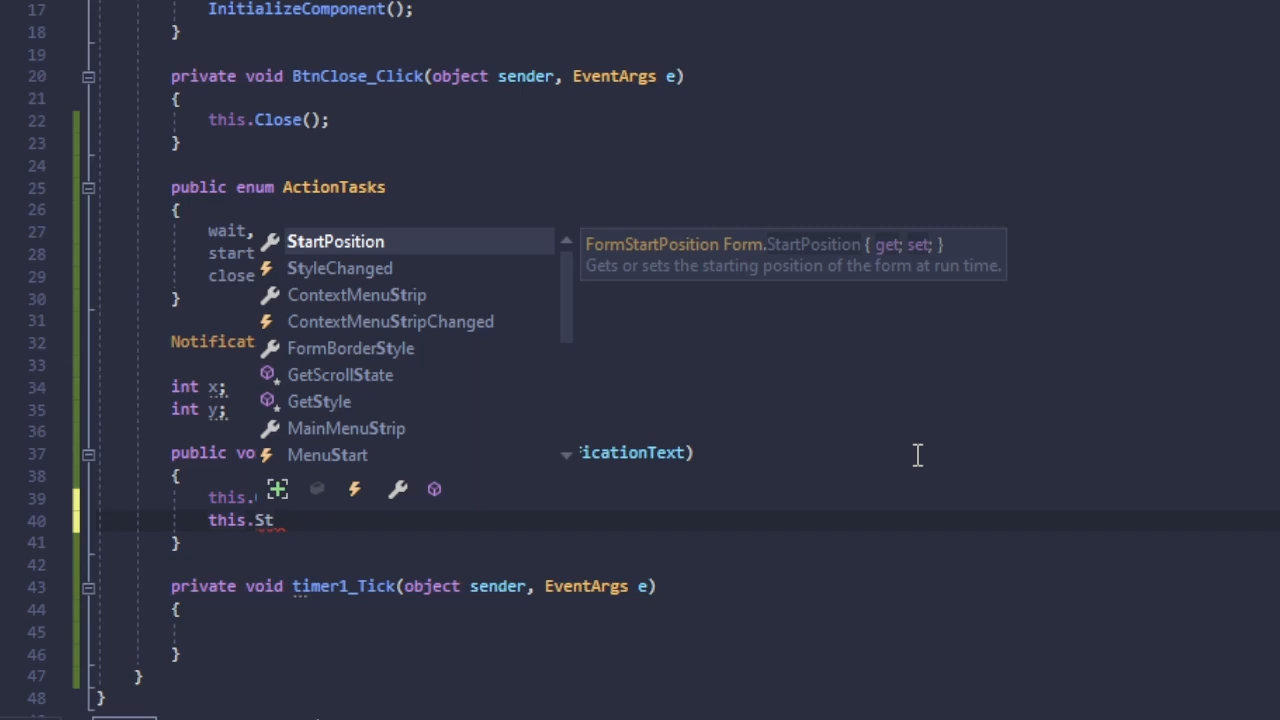 17 InitializeComponent();
18 }
19
20 private void BtnClose_Click(object sender, EventArgs e)
21 {
22 this.Close();
23 }
24
25 public enum ActionTasks
26 {
27 wait,
28 start
29 close
30 }
31
32 Notificat
33
34 int x;
35 int y;
36
37 public vo icationText)
38 {
39 this.
40 this.St
41 }
42
43 private void timer1_Tick(object sender, EventArgs e)
44 {
45
46 }
47 }
48 }
StartPosition
StyleChanged
ContextMenuStrip
ContextMenuStripChanged
FormBorderStyle
GetScrollState
GetStyle
MainMenuStrip
MenuStart
FormStartPosition Form.StartPosition { get; set; }
Gets or sets the starting position of the form at run time.